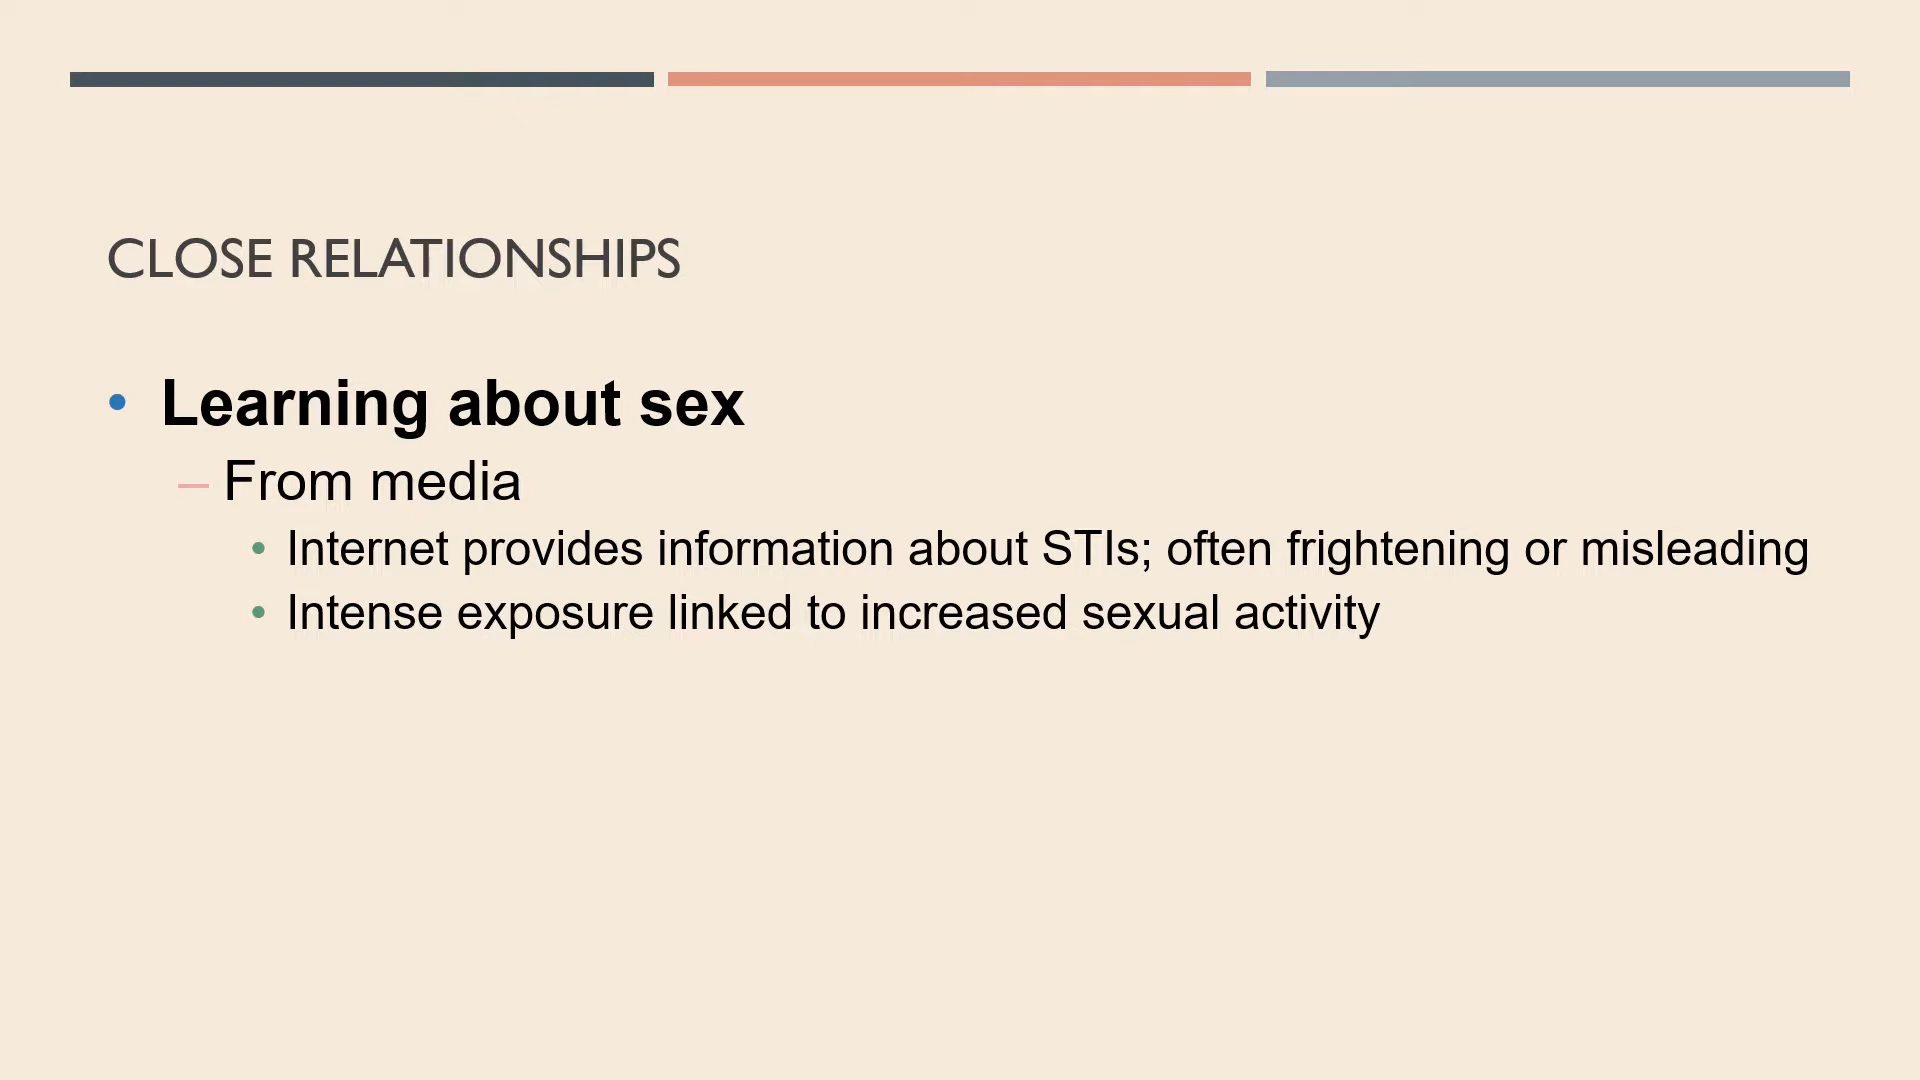 CLOSE RELATIONSHIPS
• Learning about sex
– From media
• Internet provides information about STIs; often frightening or misleading
• Intense exposure linked to increased sexual activity